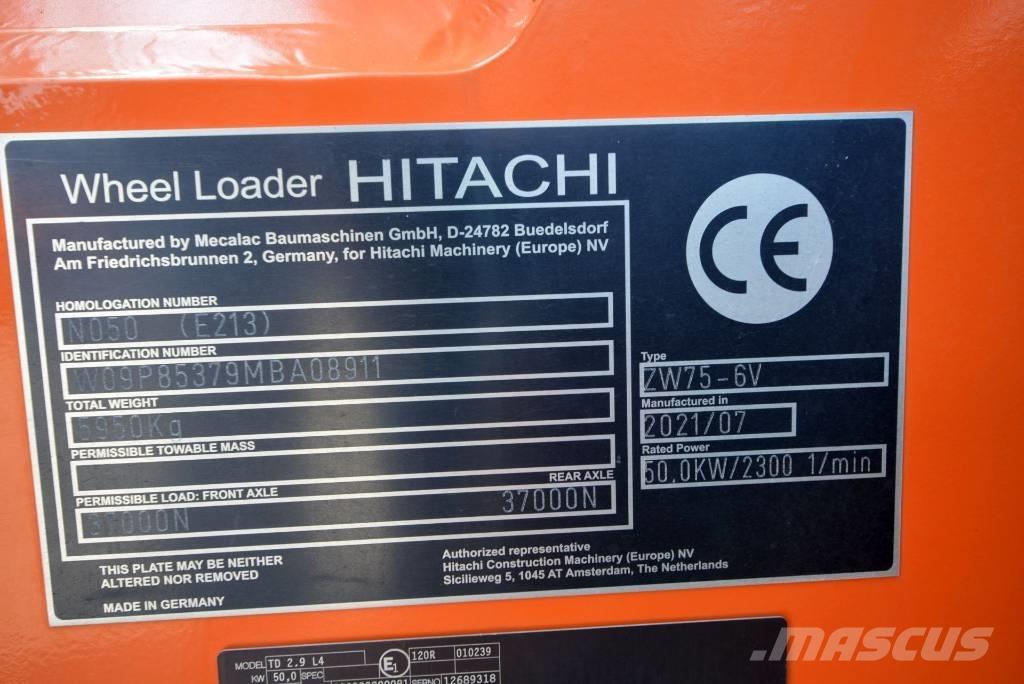 Wheel Loader HITACHI
CE
Manufactured by Mecalac Baumaschinen GmbH, D-24782 Buedelsdorf
Am Friedrichsbrunnen 2, Germany, for Hitachi Machinery (Europe) NV
HOMOLOGATION NUMBER
N050 (E213)
IDENTIFICATION NUMBER
W09P85379MBA08911
TOTAL WEIGHT
5950Kg
PERMISSIBLE TOWABLE MASS
PERMISSIBLE LOAD: FRONT AXLE REAR AXLE
37000N 37000N
Type
ZW75-6V
Manufactured in
2021/07
Rated Power
50,0KW/2300 1/min
THIS PLATE MAY BE NEITHER
ALTERED NOR REMOVED
MADE IN GERMANY
Authorized representative
Hitachi Construction Machinery (Europe) NV
Sicilieweg 5, 1045 AT Amsterdam, The Netherlands
MODEL TD 2.9 L4 E1 120R 010239
KW 50,0 SPEC SERNO 12689318
.MASCUS